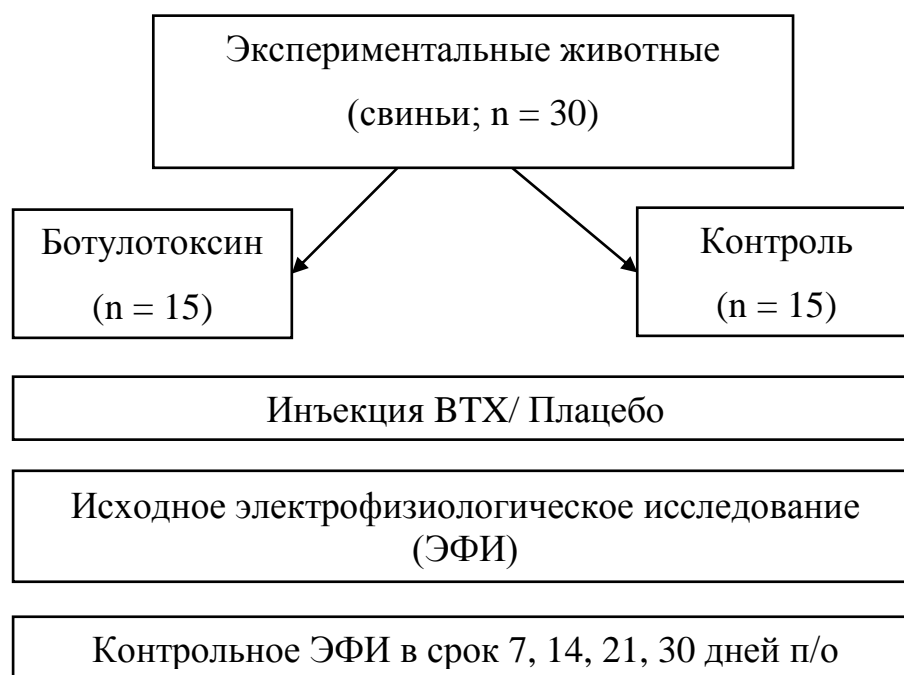 Экспериментальные животные
(свиньи; n = 30)
Ботулотоксин
(n = 15)
Контроль
(n = 15)
Инъекция BTX/ Плацебо
Исходное электрофизиологическое исследование
(ЭФИ)
Контрольное ЭФИ в срок 7, 14, 21, 30 дней п/о